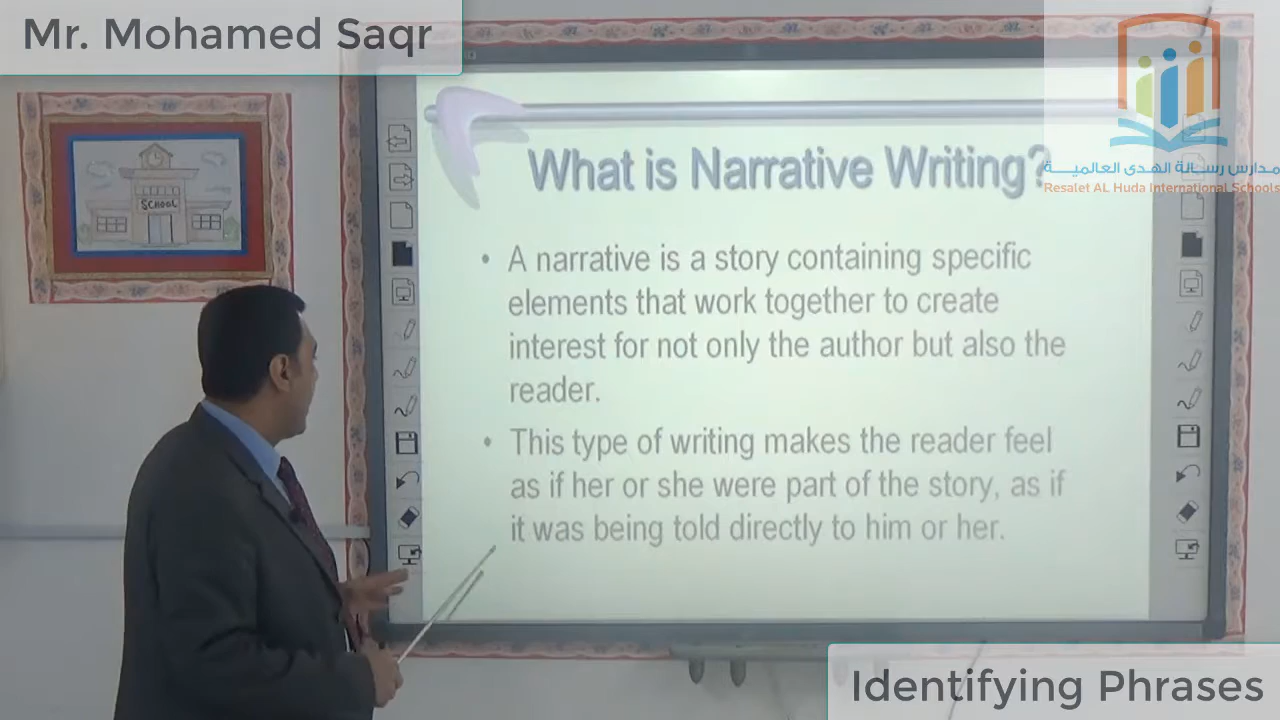 Mr. Mohamed Saqr
SCHOOL
What is Narrative Writing?
مدارس رسالة الهدى العالمية
Resalet AL Huda International Schools
• A narrative is a story containing specific
elements that work together to create
interest for not only the author but also the
reader.
• This type of writing makes the reader feel
as if her or she were part of the story, as if
it was being told directly to him or her.
Identifying Phrases